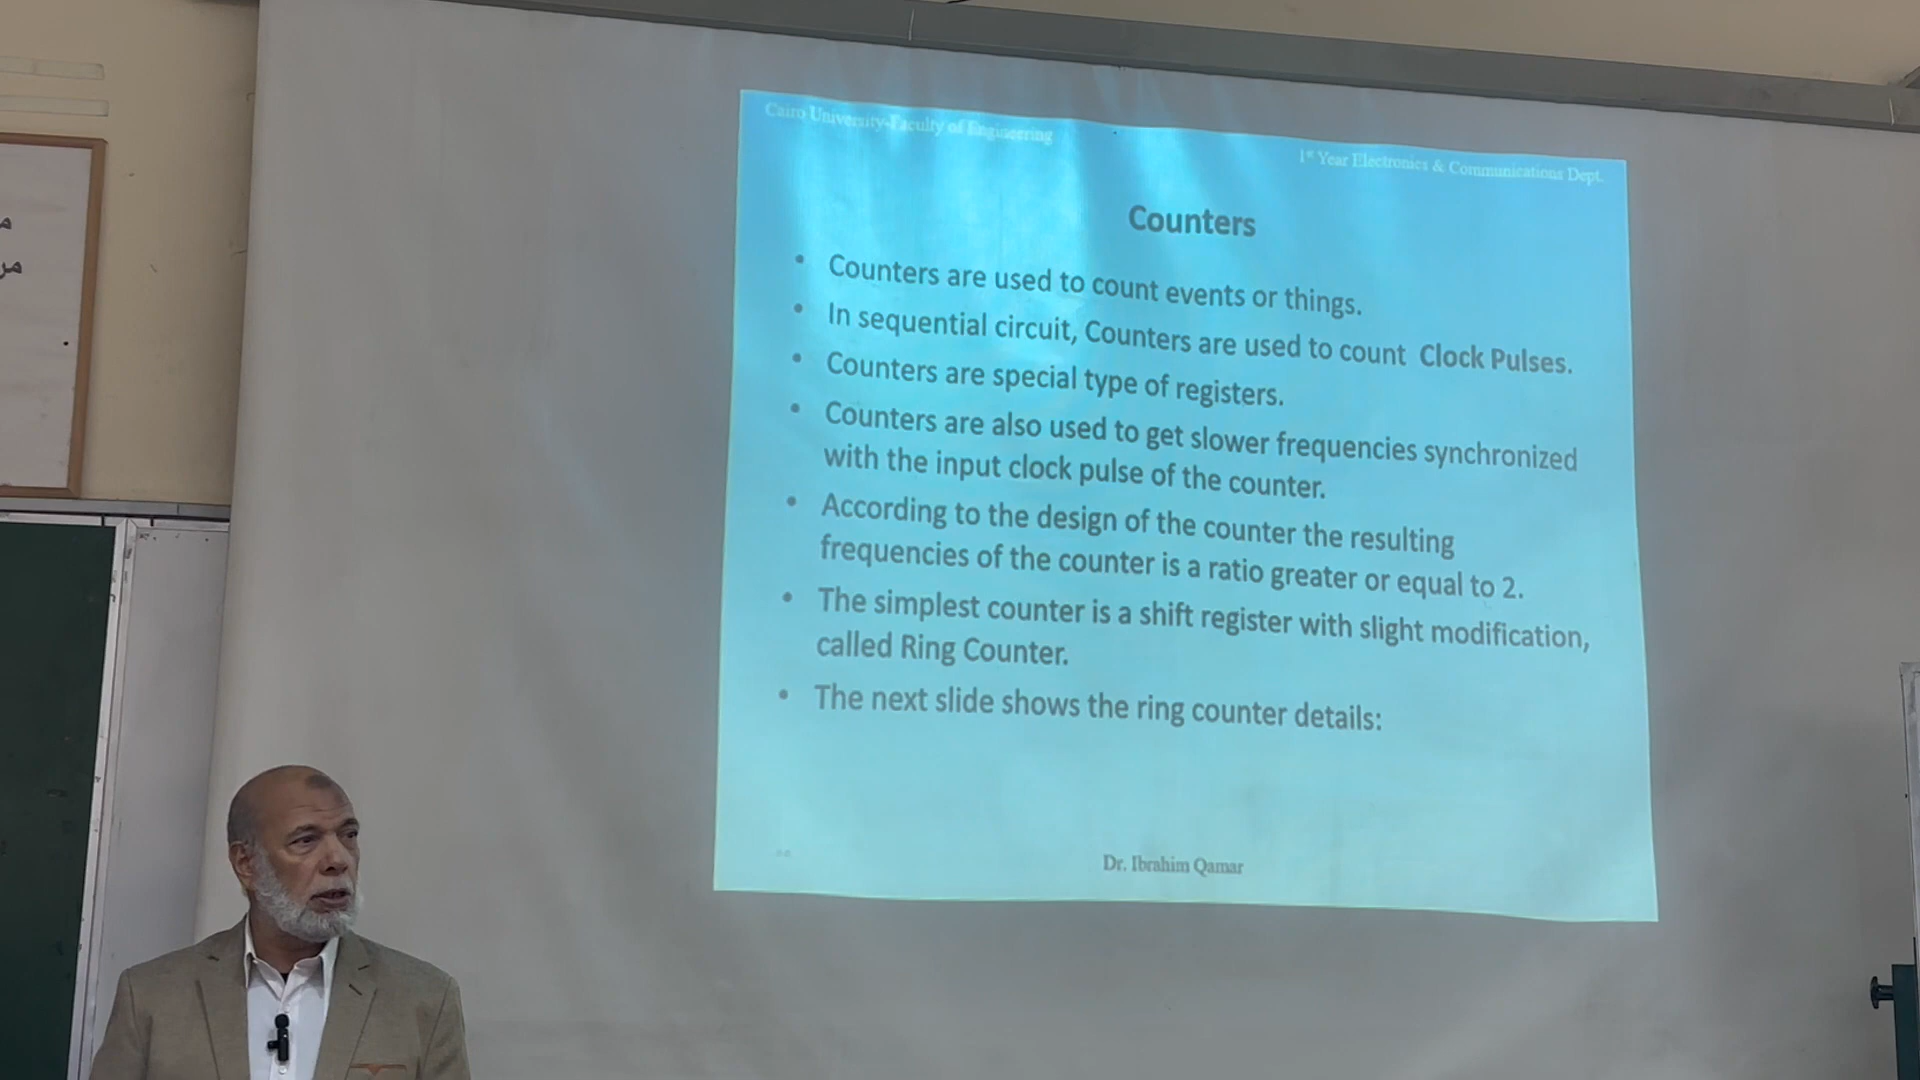 Cairo University-Faculty of Engineering
1st Year Electronics & Communications Dept.
Counters
• Counters are used to count events or things.
• In sequential circuit, Counters are used to count Clock Pulses.
• Counters are special type of registers.
• Counters are also used to get slower frequencies synchronized
with the input clock pulse of the counter.
• According to the design of the counter the resulting
frequencies of the counter is a ratio greater or equal to 2.
• The simplest counter is a shift register with slight modification,
called Ring Counter.
• The next slide shows the ring counter details:
Dr. Ibrahim Qamar